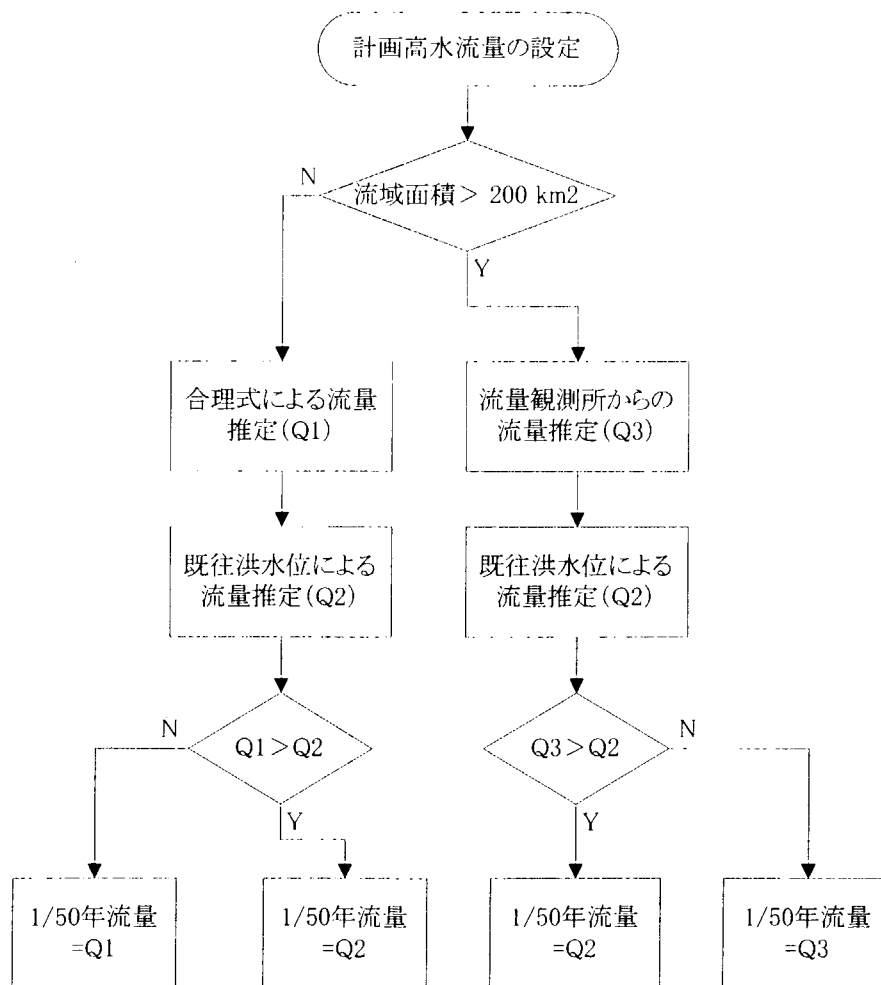 計画高水流量の設定
N
流域面積> 200 km2
Y
合理式による流量
推定(Q1)
流量観測所からの
流量推定(Q3)
既往洪水位による
流量推定(Q2)
既往洪水位による
流量推定(Q2)
N
Q1>Q2
Y
Q3>Q2
N
Y
1/50年流量
=Q1
1/50年流量
=Q2
1/50年流量
=Q2
1/50年流量
=Q3